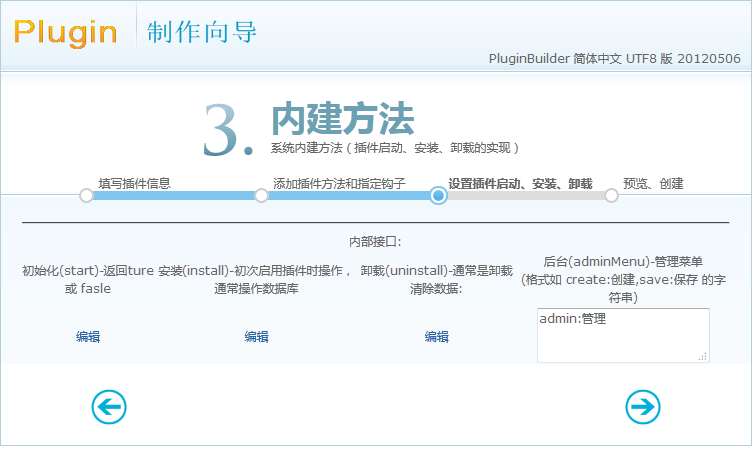 Plugin 制作向导
PluginBuilder 简体中文 UTF8 版 20120506
3. 内建方法
系统内建方法（插件启动、安装、卸载的实现）
填写插件信息 添加插件方法和指定钩子 设置插件启动、安装、卸载 预览、创建
内部接口:
初始化(start)-返回ture
或 fasle
安装(install)-初次启用插件时操作，
通常操作数据库
卸载(uninstall)-通常是卸载
清除数据:
后台(adminMenu)-管理菜单
(格式如 create:创建,save:保存 的字
符串)
编辑 编辑 编辑
admin:管理